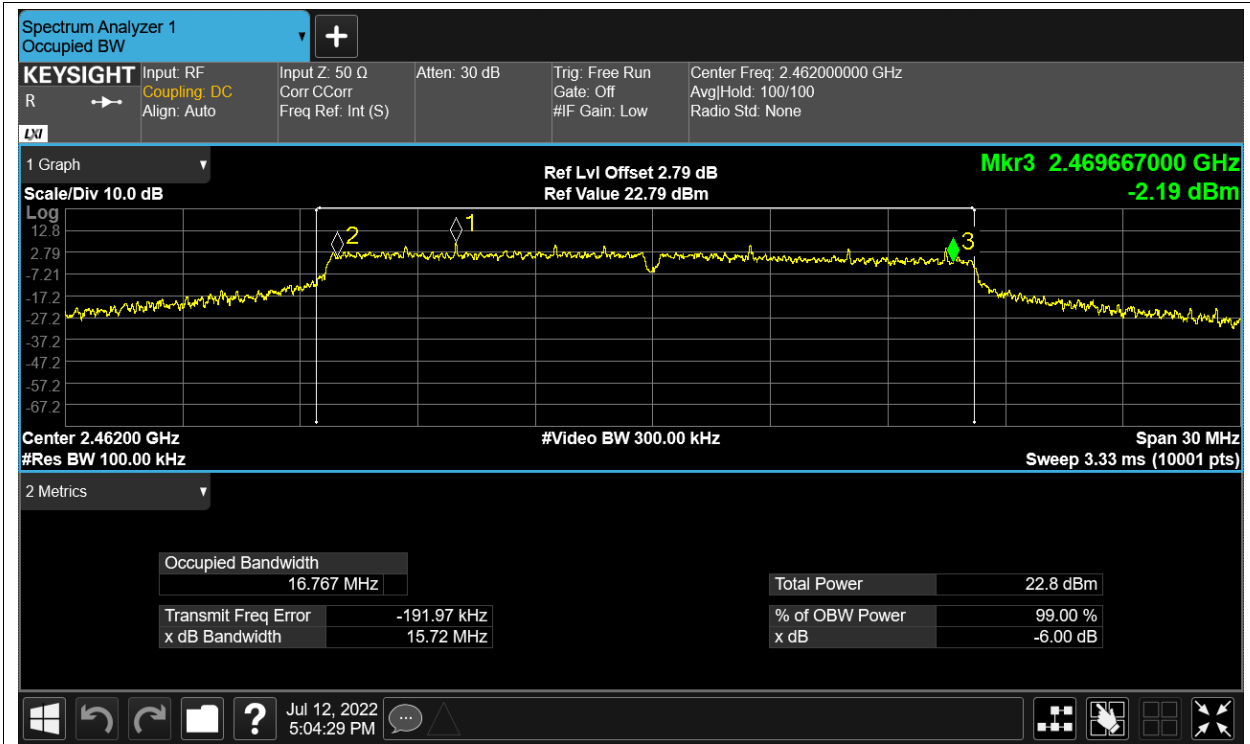 Spectrum Analyzer 1
Occupied BW
▼
+
KEYSIGHT
R
LXI
Input: RF
Coupling: DC
Align: Auto
Input Z: 50 Ω
Corr CCorr
Freq Ref: Int (S)
Atten: 30 dB
Trig: Free Run
Gate: Off
#IF Gain: Low
Center Freq: 2.462000000 GHz
Avg|Hold: 100/100
Radio Std: None
1 Graph
▼
Scale/Div 10.0 dB
Ref Lvl Offset 2.79 dB
Ref Value 22.79 dBm
Mkr3 2.469667000 GHz
-2.19 dBm
Log
12.8
2.79
-7.21
-17.2
-27.2
-37.2
-47.2
-57.2
-67.2
2
1
3
Center 2.46200 GHz
#Res BW 100.00 kHz
#Video BW 300.00 kHz
Span 30 MHz
Sweep 3.33 ms (10001 pts)
2 Metrics
▼
Occupied Bandwidth
16.767 MHz
Transmit Freq Error -191.97 kHz
x dB Bandwidth 15.72 MHz
Total Power 22.8 dBm
% of OBW Power 99.00 %
x dB -6.00 dB
?
Jul 12, 2022
5:04:29 PM
...